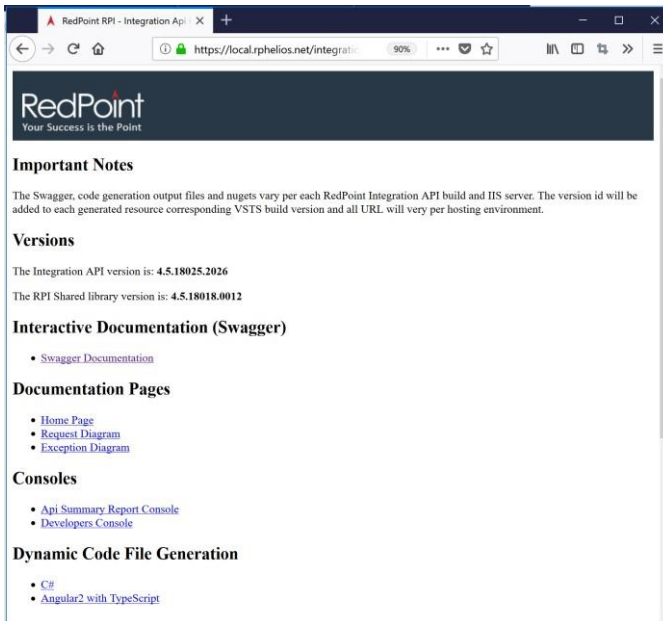 RedPoint RPI - Integration Api
https://local.rphelios.net/integratio
90%
RedPoint
Your Success is the Point
Important Notes
The Swagger, code generation output files and nugets vary per each RedPoint Integration API build and IIS server. The version id will be
added to each generated resource corresponding VSTS build version and all URL will very per hosting environment.
Versions
The Integration API version is: 4.5.18025.2026
The RPI Shared library version is: 4.5.18018.0012
Interactive Documentation (Swagger)
Swagger Documentation
Documentation Pages
Home Page
Request Diagram
Exception Diagram
Consoles
Api Summary Report Console
Developers Console
Dynamic Code File Generation
C#
Angular2 with TypeScript